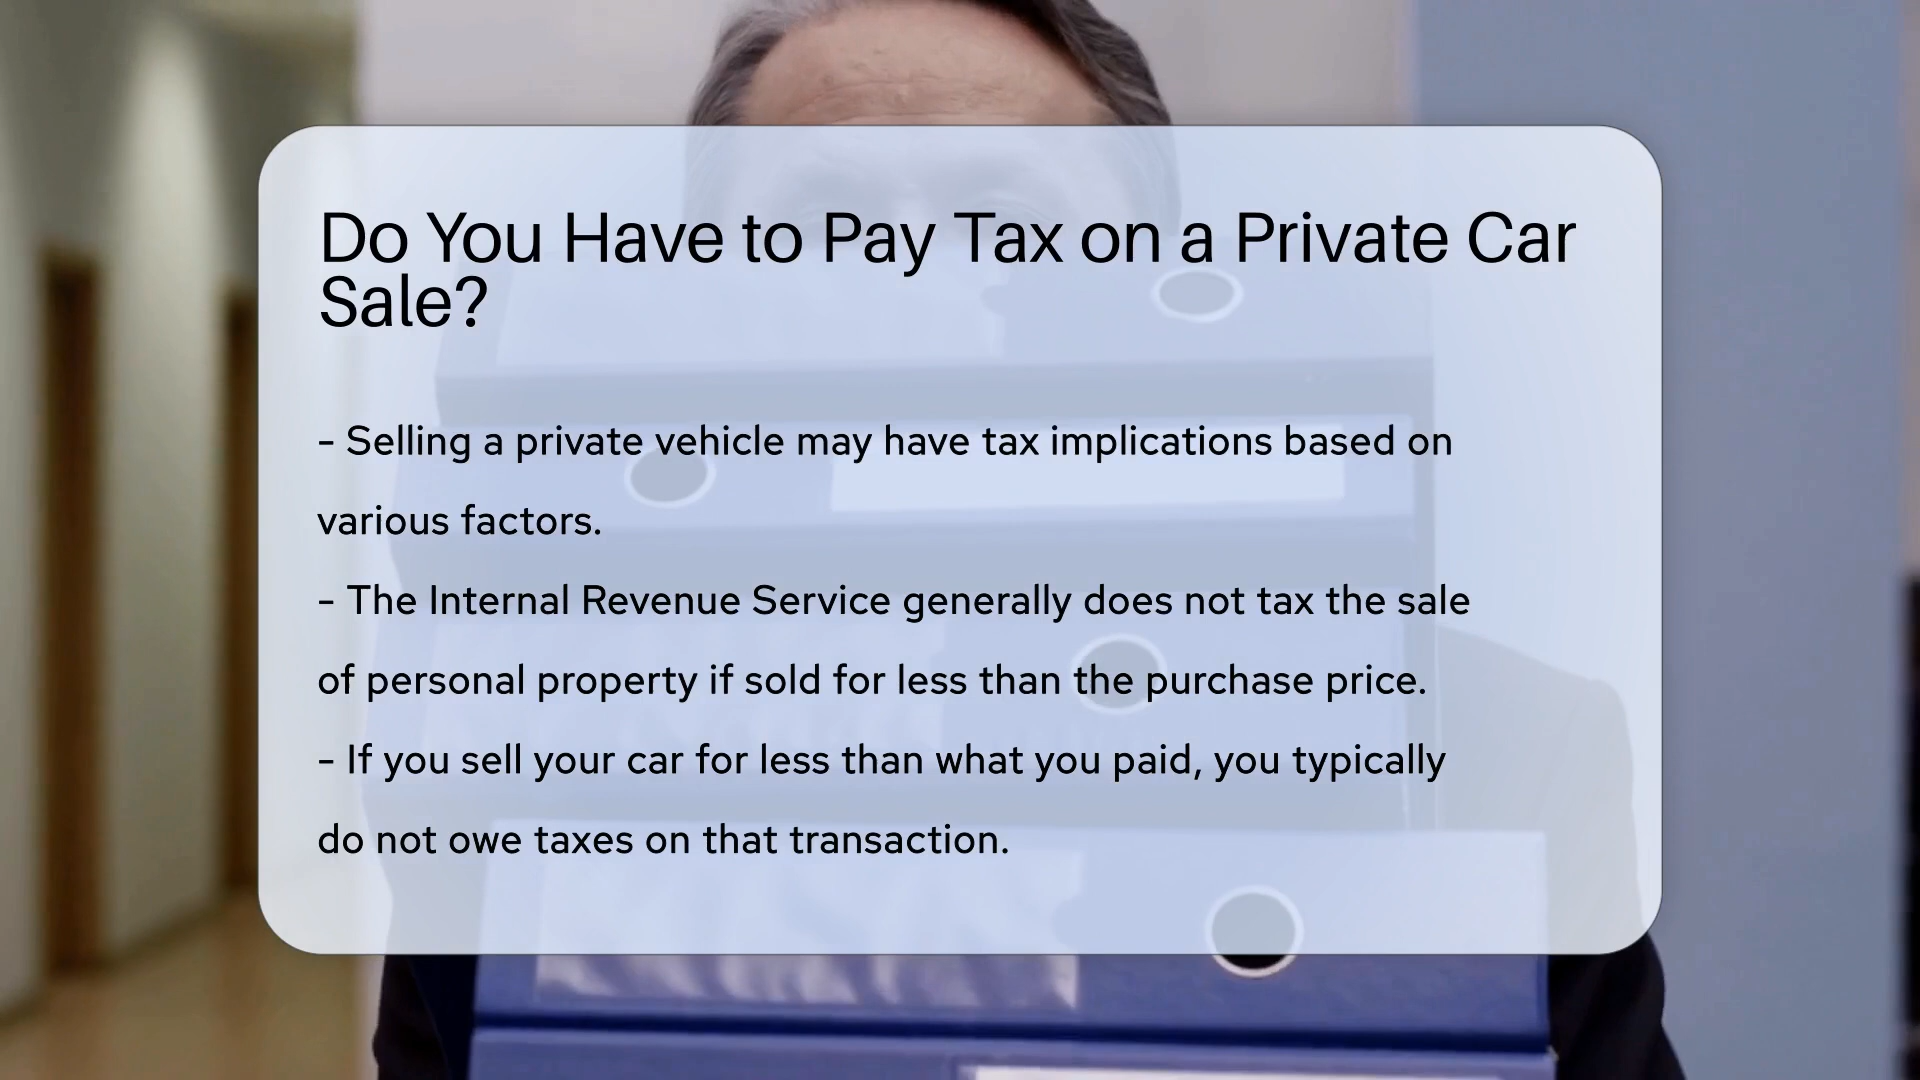 Do You Have to Pay Tax on a Private Car
Sale?
- Selling a private vehicle may have tax implications based on
various factors.
- The Internal Revenue Service generally does not tax the sale
of personal property if sold for less than the purchase price.
- If you sell your car for less than what you paid, you typically
do not owe taxes on that transaction.